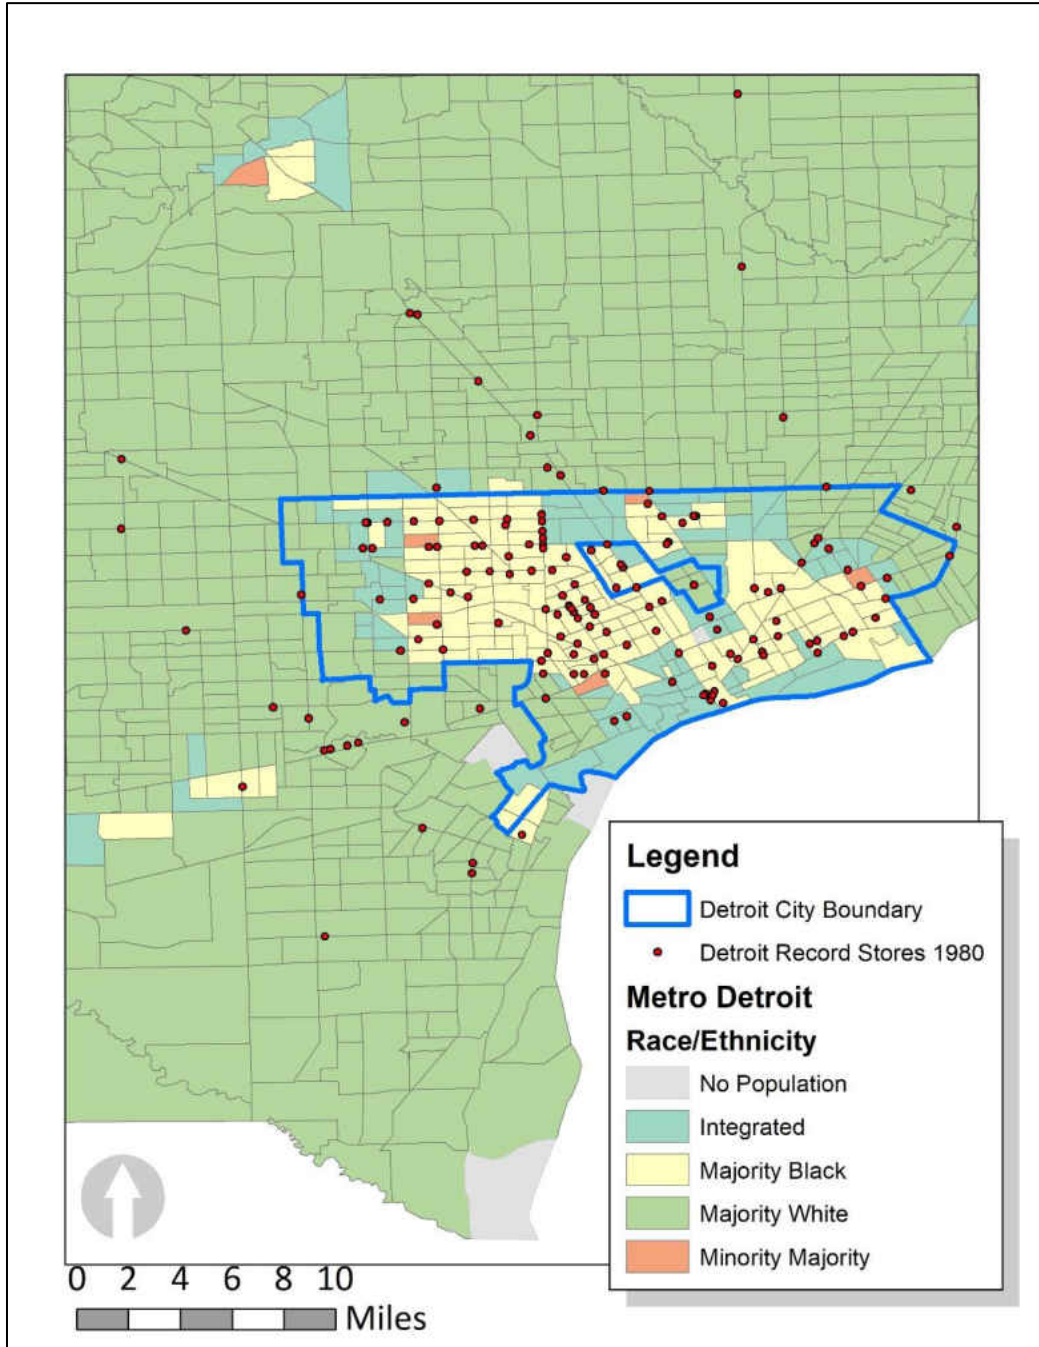 Legend
Detroit City Boundary
Detroit Record Stores 1980
Metro Detroit
Race/Ethnicity
No Population
Integrated
Majority Black
Majority White
Minority Majority
0 2 4 6 8 10
Miles